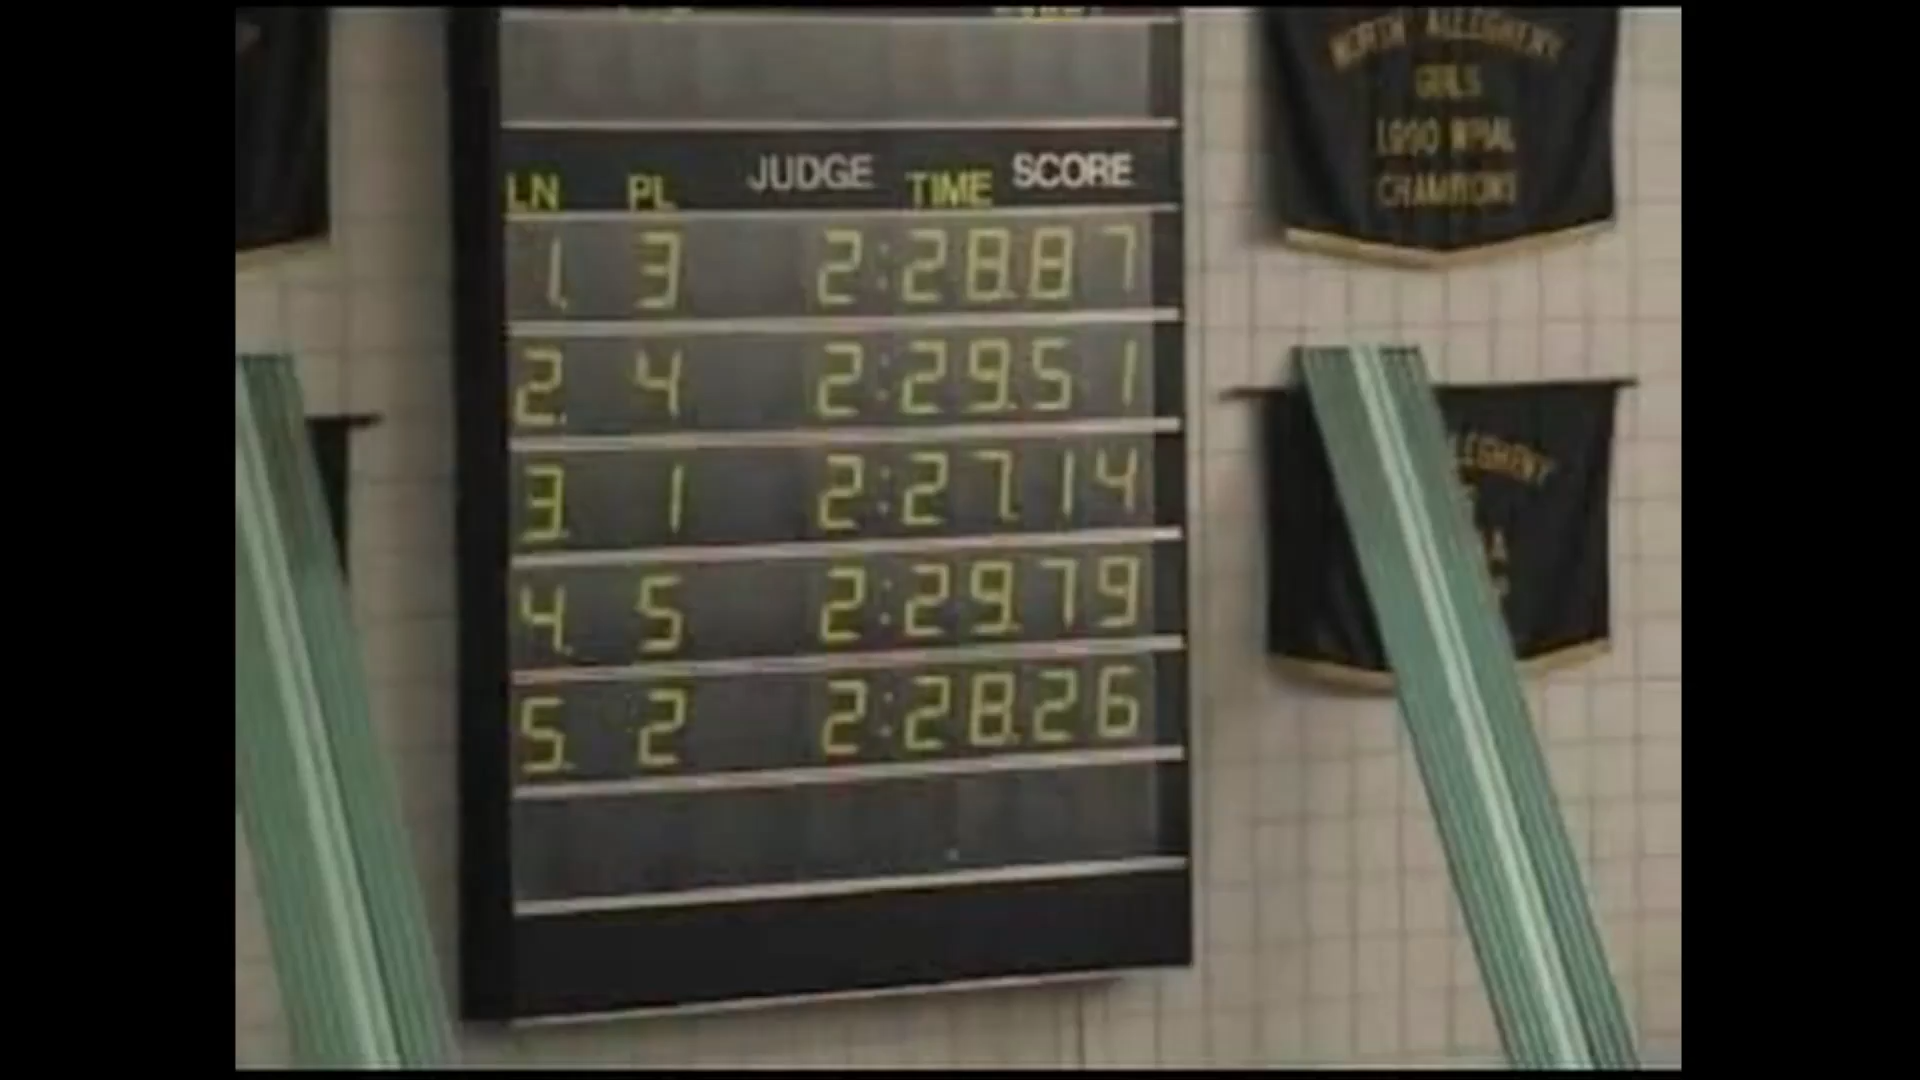 NORTH ALLEGHENY
GIRLS
1990 WPIAL
CHAMPIONS
LN PL JUDGE TIME SCORE
1. 3 2:28.87
2. 4 2:29.51
3. 1 2:27.14
4. 5 2:29.79
5. 2 2:28.26
LEGHENY